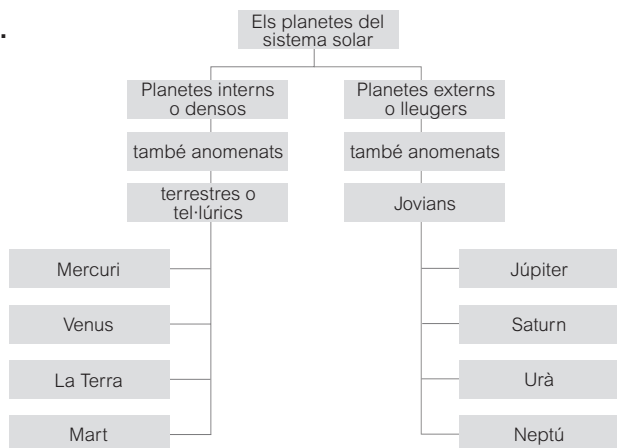 .
Els planetes del
sistema solar
Planetes interns
o densos
Planetes externs
o lleugers
també anomenats
també anomenats
terrestres o
tel·lúrics
Jovians
Mercuri
Júpiter
Venus
Saturn
La Terra
Urà
Mart
Neptú